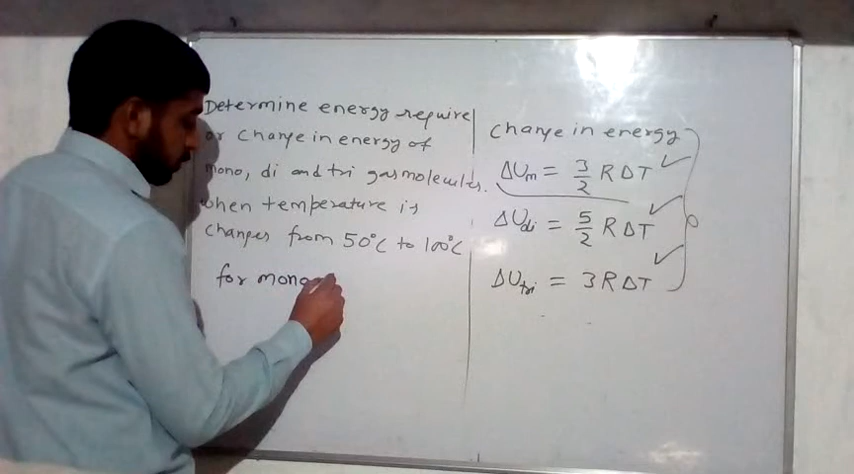 Determine energy require
or change in energy of
mono, di and tri gas molecules.
when temperature is
changes from 50°C to 100°C
for mono
change in energy
ΔUm = 3/2 RΔT
ΔUdi = 5/2 RΔT
ΔUtri = 3RΔT